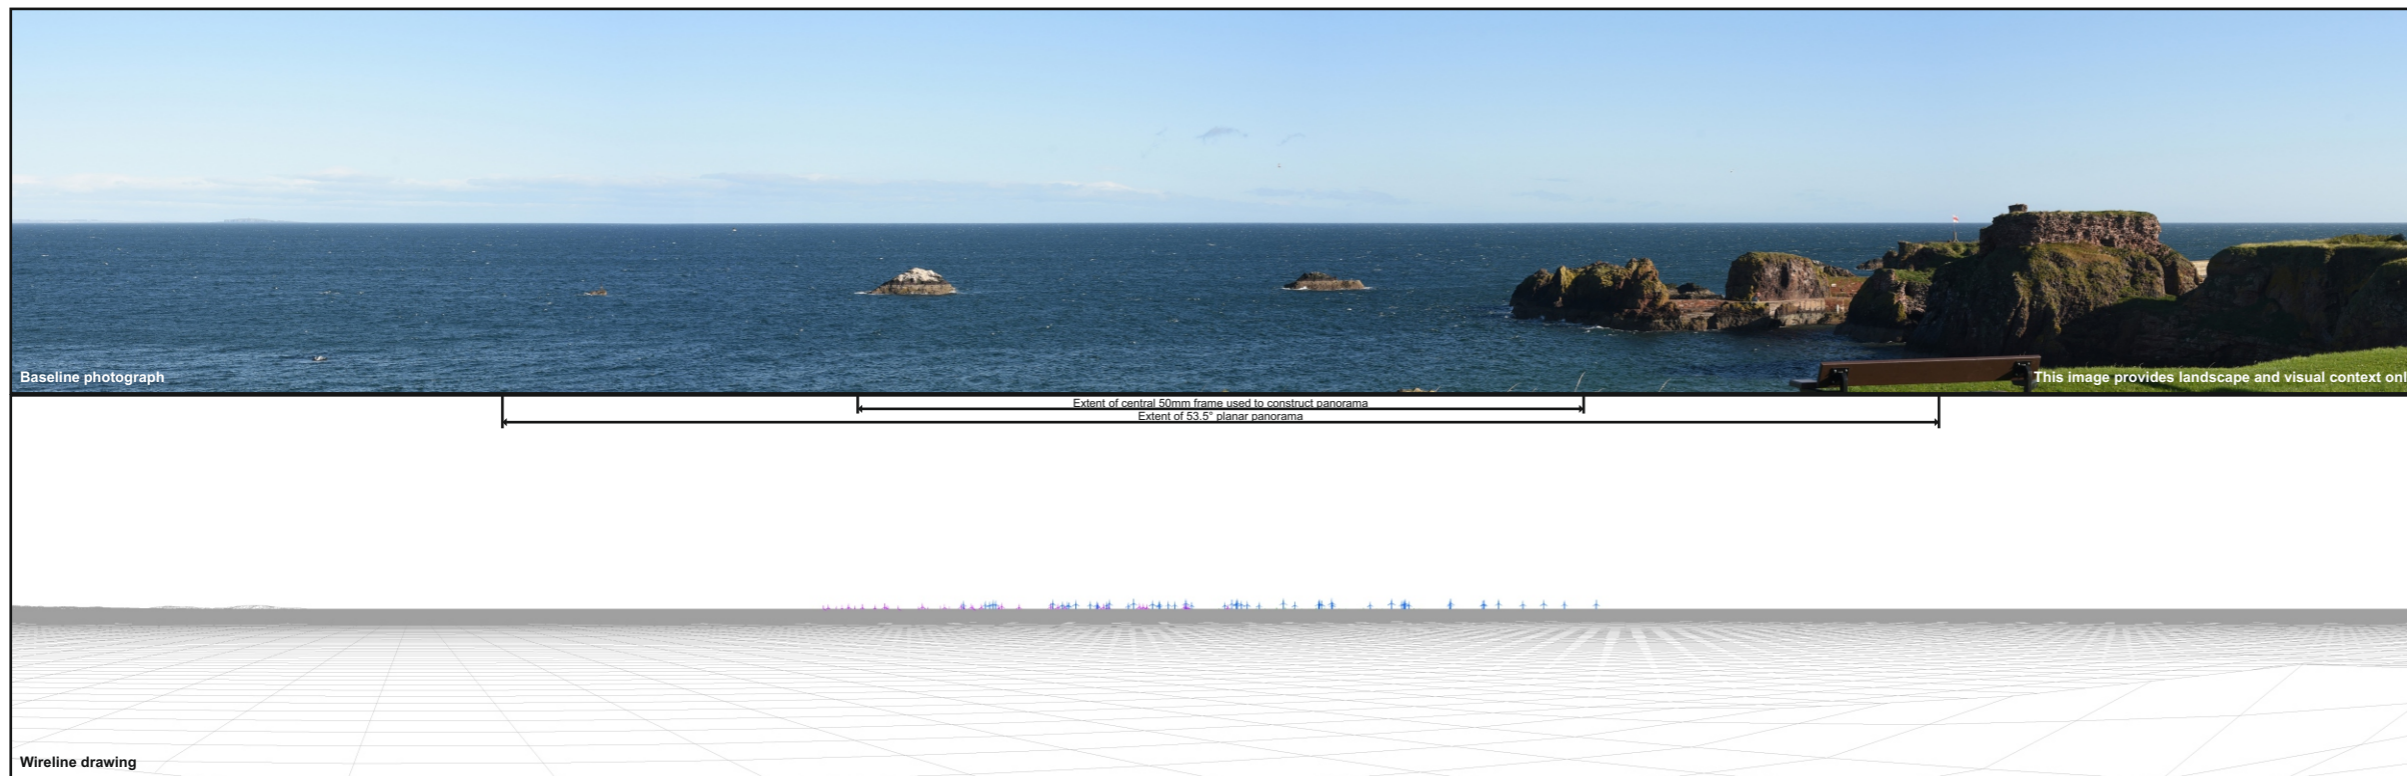 Baseline photograph
This image provides landscape and visual context onl
Extent of central 50mm frame used to construct panorama
Extent of 53.5° planar panorama
Wireline drawing